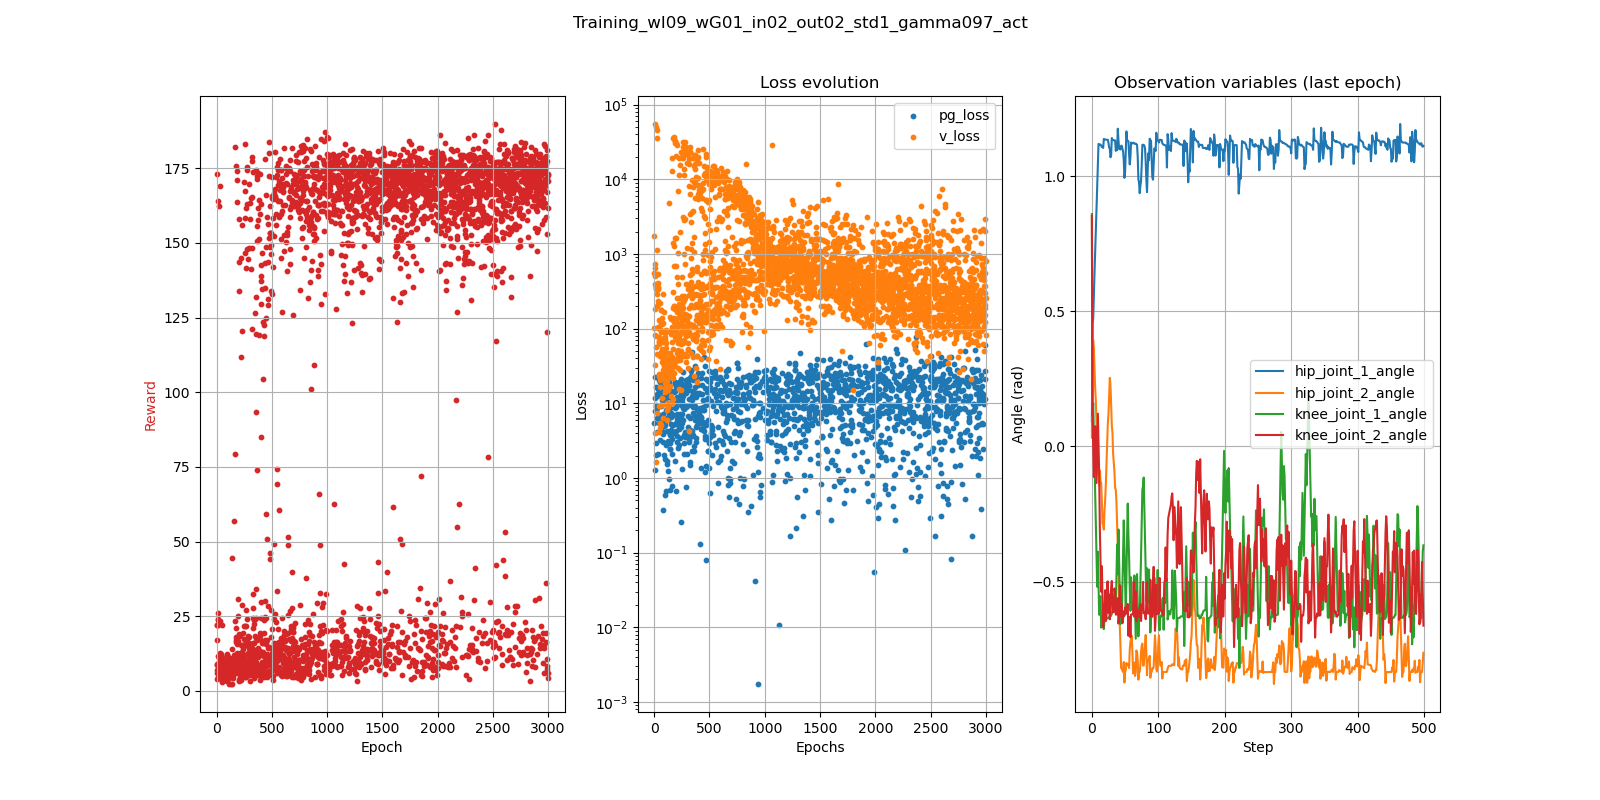 Training_wl09_wG01_in02_out02_std1_gamma097_act
Reward
175
150
125
100
75
50
25
0
0 500 1000 1500 2000 2500 3000
Epoch
Loss evolution
Loss
10^5
10^4
10^3
10^2
10^1
10^0
10^-1
10^-2
10^-3
pg_loss
v_loss
0 500 1000 1500 2000 2500 3000
Epochs
Observation variables (last epoch)
Angle (rad)
1.0
0.5
0.0
−0.5
hip_joint_1_angle
hip_joint_2_angle
knee_joint_1_angle
knee_joint_2_angle
0 100 200 300 400 500
Step